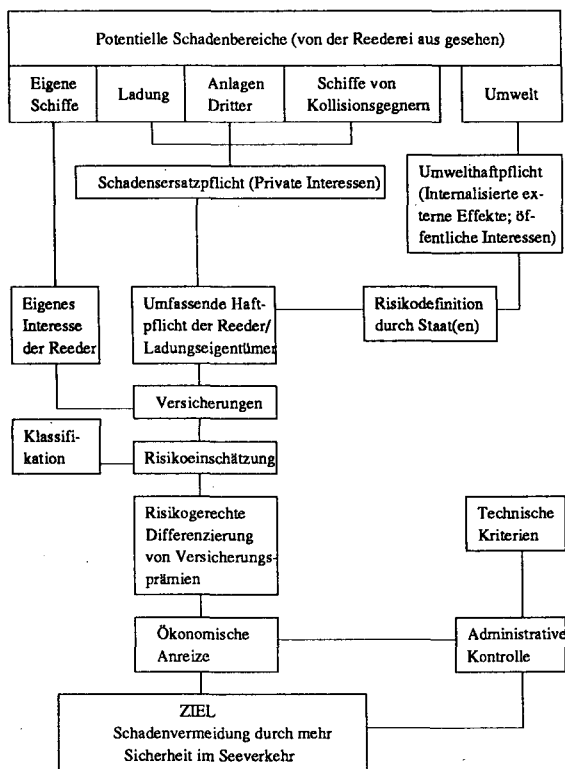 Potentielle Schadenbereiche (von der Reederei aus gesehen)
Eigene
Schiffe
Ladung
Anlagen
Dritter
Schiffe von
Kollisionsgegnern
Umwelt
Schadensersatzpflicht (Private Interessen)
Umwelthaftpflicht
(Internalisierte ex-
terne Effekte; öf-
fentliche Interessen)
Eigenes
Interesse
der Reeder
Umfassende Haft-
pflicht der Reeder/
Ladungseigentümer
Risikodefinition
durch Staat(en)
Versicherungen
Klassifi-
kation
Risikoeinschätzung
Risikogerechte
Differenzierung
von Versicherungs-
prämien
Technische
Kriterien
Ökonomische
Anreize
Administrative
Kontrolle
ZIEL
Schadenvermeidung durch mehr
Sicherheit im Seeverkehr